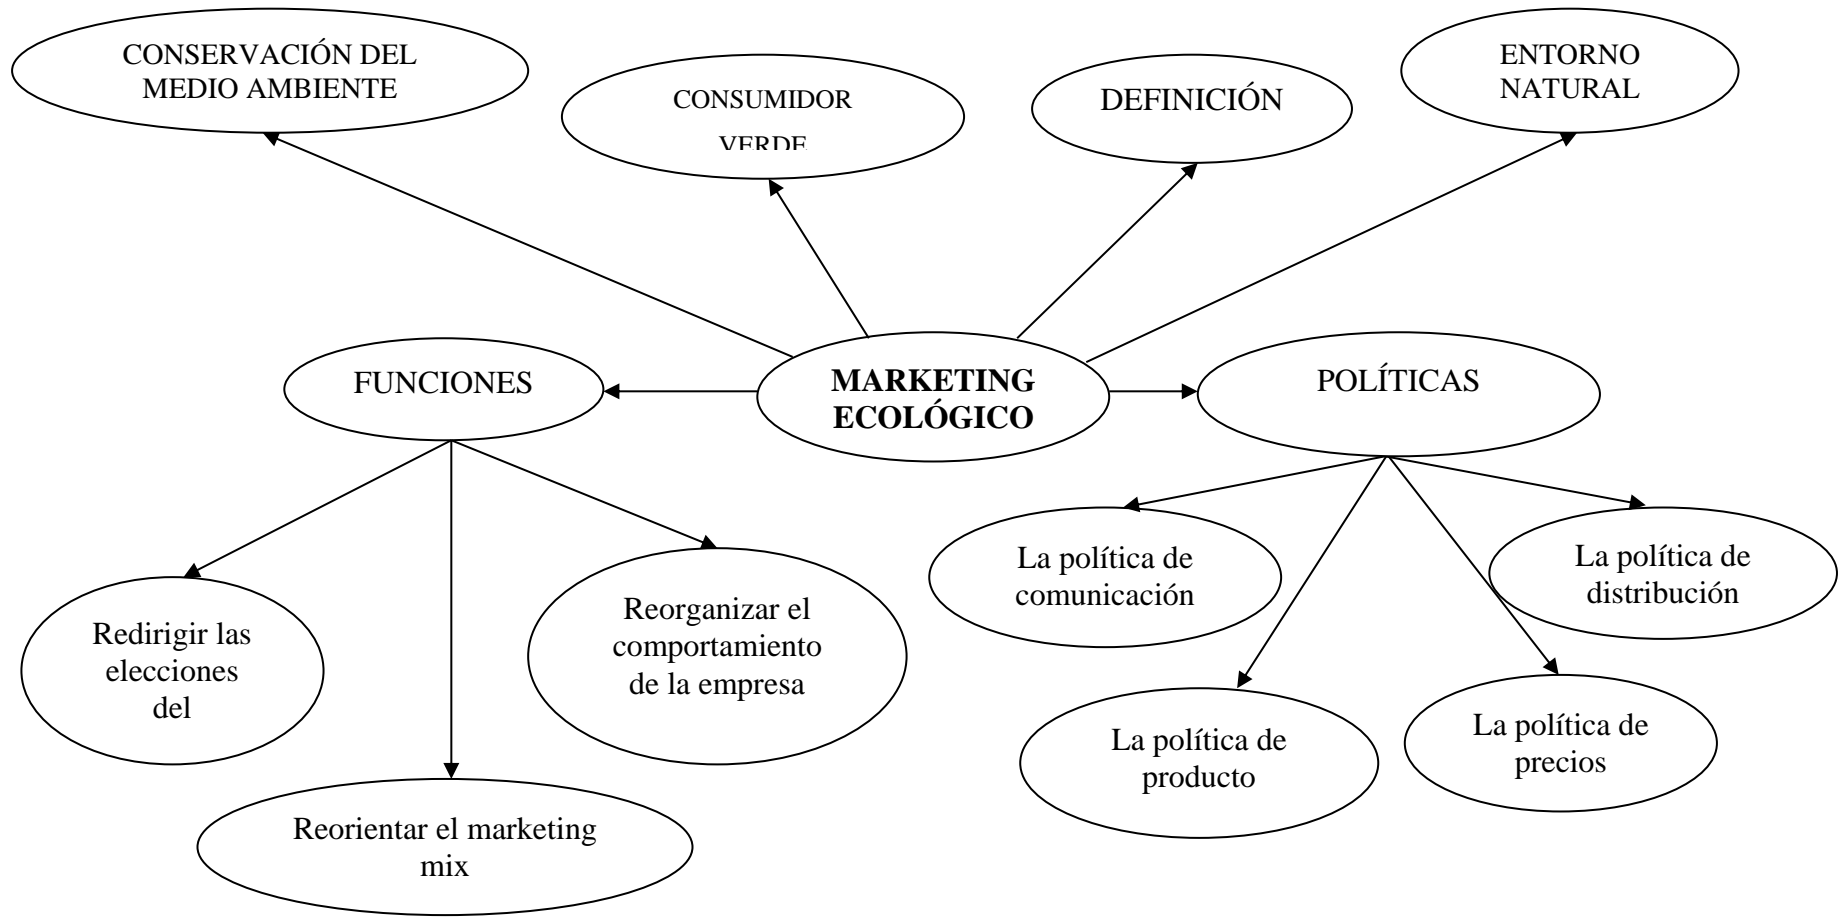 CONSERVACIÓN DEL
MEDIO AMBIENTE
CONSUMIDOR
VERDE
DEFINICIÓN
ENTORNO
NATURAL
FUNCIONES
MARKETING
ECOLÓGICO
POLÍTICAS
Redirigir las
elecciones
del
Reorganizar el
comportamiento
de la empresa
Reorientar el marketing
mix
La política de
comunicación
La política de
distribución
La política de
producto
La política de
precios